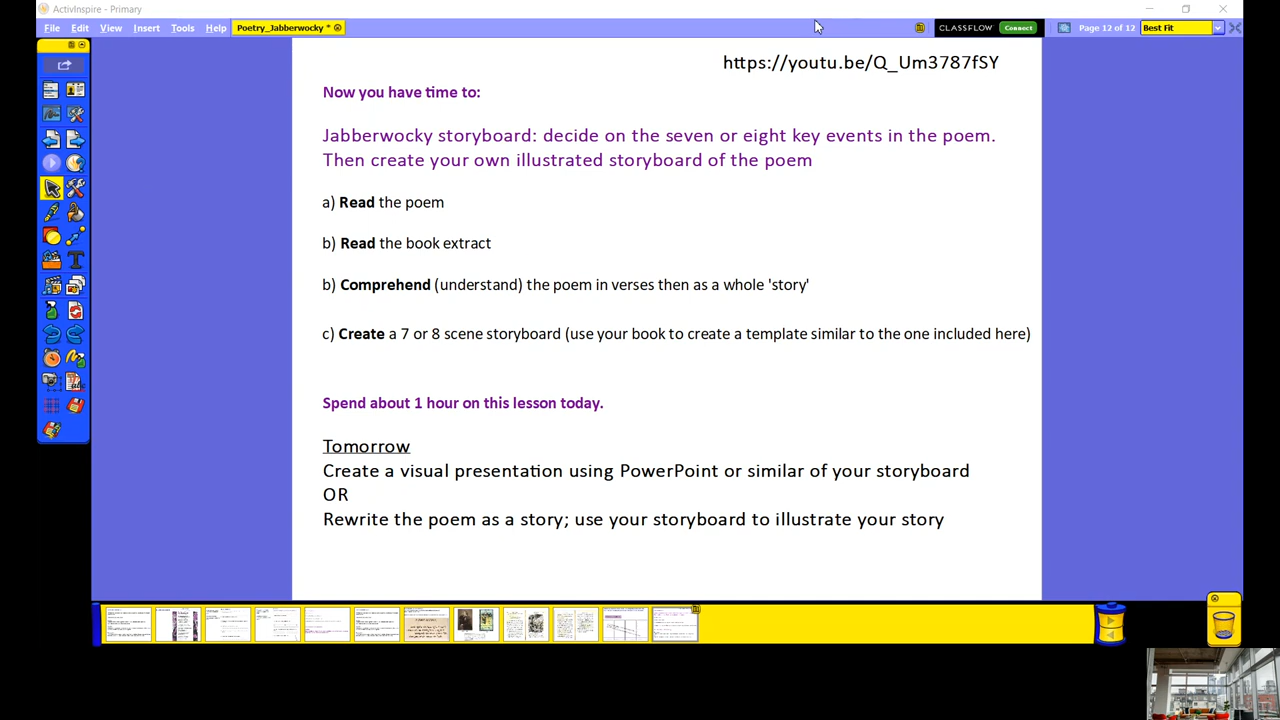 ActivInspire - Primary
File Edit View Insert Tools Help Poetry_Jabberwocky * CLASSFLOW Connect Page 12 of 12 Best Fit
https://youtu.be/Q_Um3787fSY
Now you have time to:
Jabberwocky storyboard: decide on the seven or eight key events in the poem.
Then create your own illustrated storyboard of the poem
a) Read the poem
b) Read the book extract
b) Comprehend (understand) the poem in verses then as a whole 'story'
c) Create a 7 or 8 scene storyboard (use your book to create a template similar to the one included here)
Spend about 1 hour on this lesson today.
Tomorrow
Create a visual presentation using PowerPoint or similar of your storyboard
OR
Rewrite the poem as a story; use your storyboard to illustrate your story